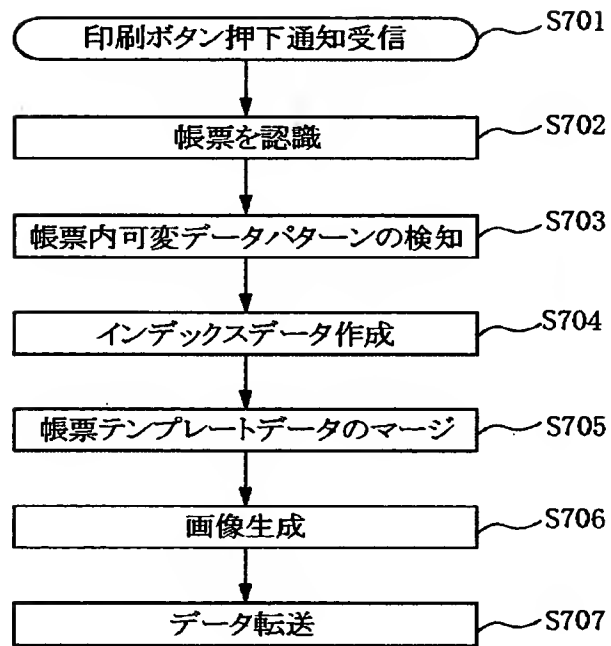 印刷ボタン押下通知受信
S701
帳票を認識
S702
帳票内可変データパターンの検知
S703
インデックスデータ作成
S704
帳票テンプレートデータのマージ
S705
画像生成
S706
データ転送
S707